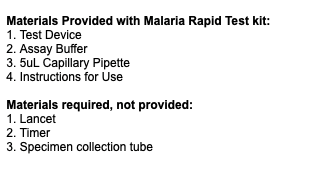 Materials Provided with Malaria Rapid Test kit:
1. Test Device
2. Assay Buffer
3. 5uL Capillary Pipette
4. Instructions for Use
Materials required, not provided:
1. Lancet
2. Timer
3. Specimen collection tube